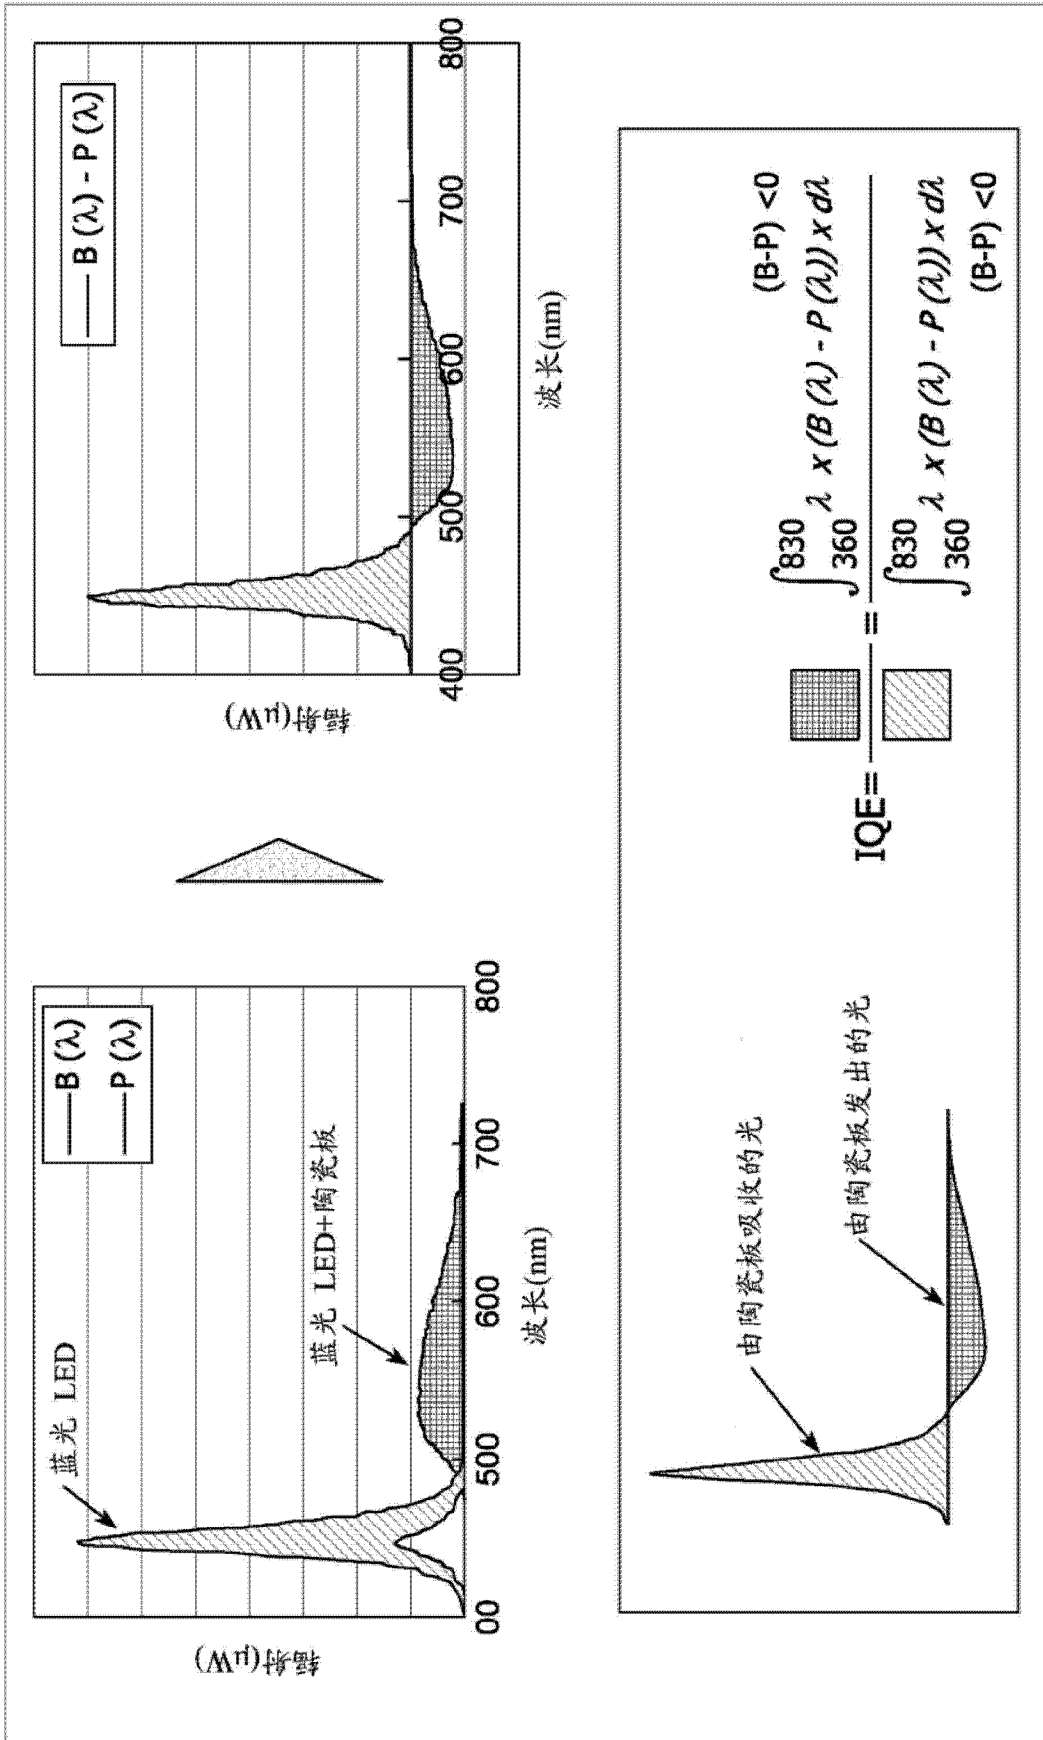 B (λ)
P (λ)
蓝光 LED
蓝光 LED+陶瓷板
辐射(μW)
00
500
600
700
800
波长(nm)
B (λ) - P (λ)
辐射(μW)
400
500
600
700
800
波长(nm)
由陶瓷板吸收的光
由陶瓷板发出的光
(B-P) <0
∫ 830 360 λ x (B (λ) - P (λ)) x dλ
IQE= =
∫ 830 360 λ x (B (λ) - P (λ)) x dλ
(B-P) <0